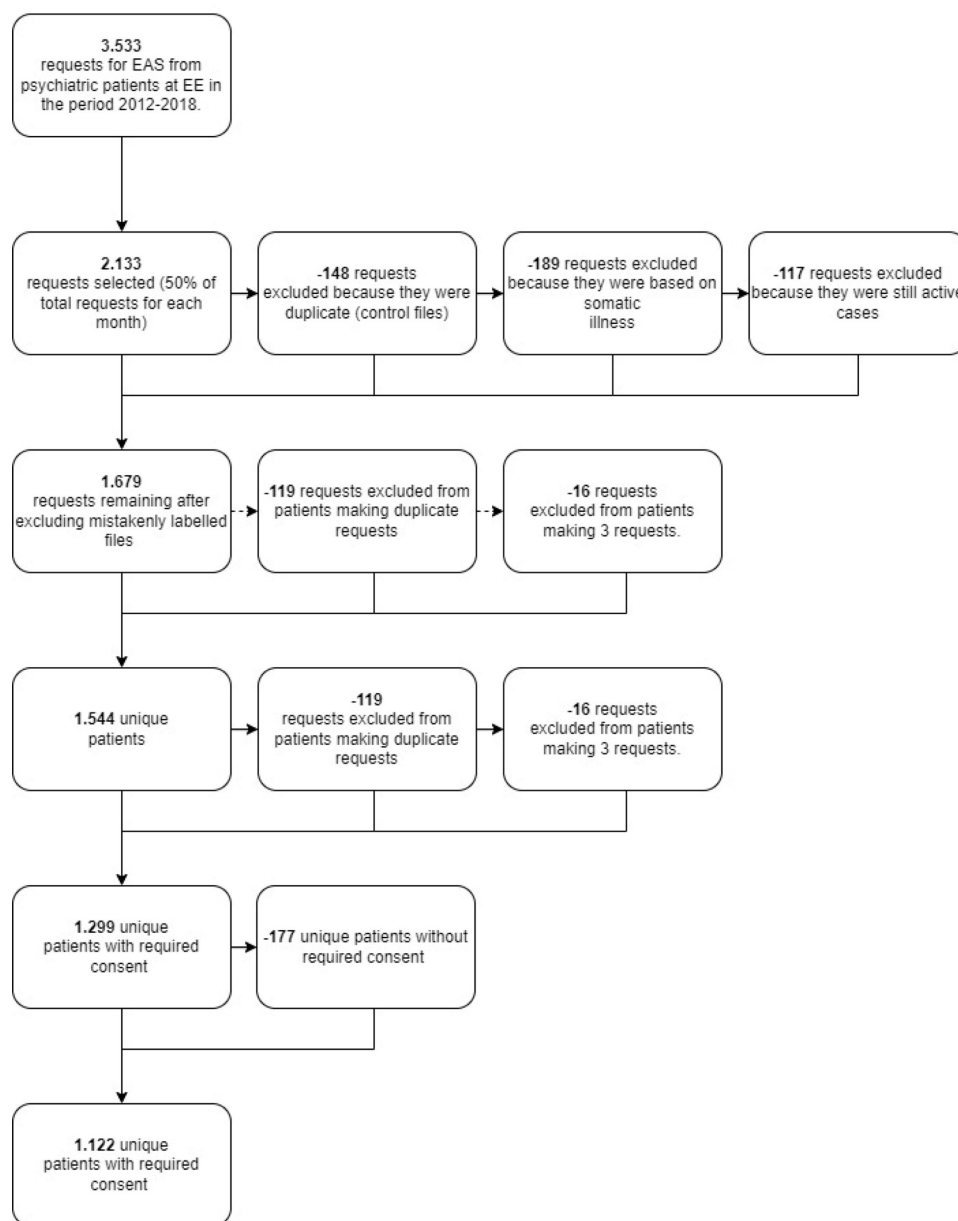 3.533
requests for EAS from
psychiatric patients at EE in
the period 2012-2018.
2.133
requests selected (50% of
total requests for each
month)
-148 requests
excluded because they were
duplicate (control files)
-189 requests excluded
because they were based on
somatic
illness
-117 requests excluded
because they were still active
cases
1.679
requests remaining after
excluding mistakenly labelled
files
-119 requests excluded from
patients making duplicate
requests
-16 requests
excluded from patients
making 3 requests.
1.544 unique
patients
-119
requests excluded from
patients making duplicate
requests
-16 requests
excluded from patients
making 3 requests.
1.299 unique
patients with required
consent
-177 unique patients without
required consent
1.122 unique
patients with required
consent